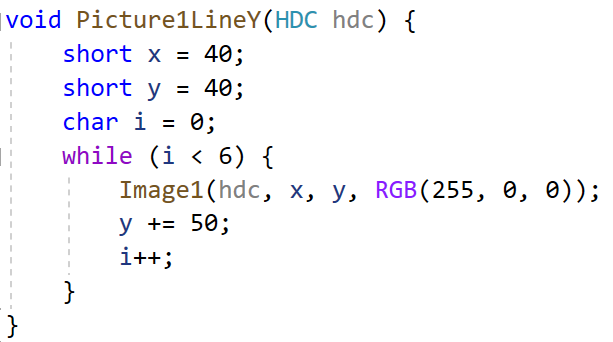 void Picture1LineY(HDC hdc) {
    short x = 40;
    short y = 40;
    char i = 0;
    while (i < 6) {
        Image1(hdc, x, y, RGB(255, 0, 0));
        y += 50;
        i++;
    }
}